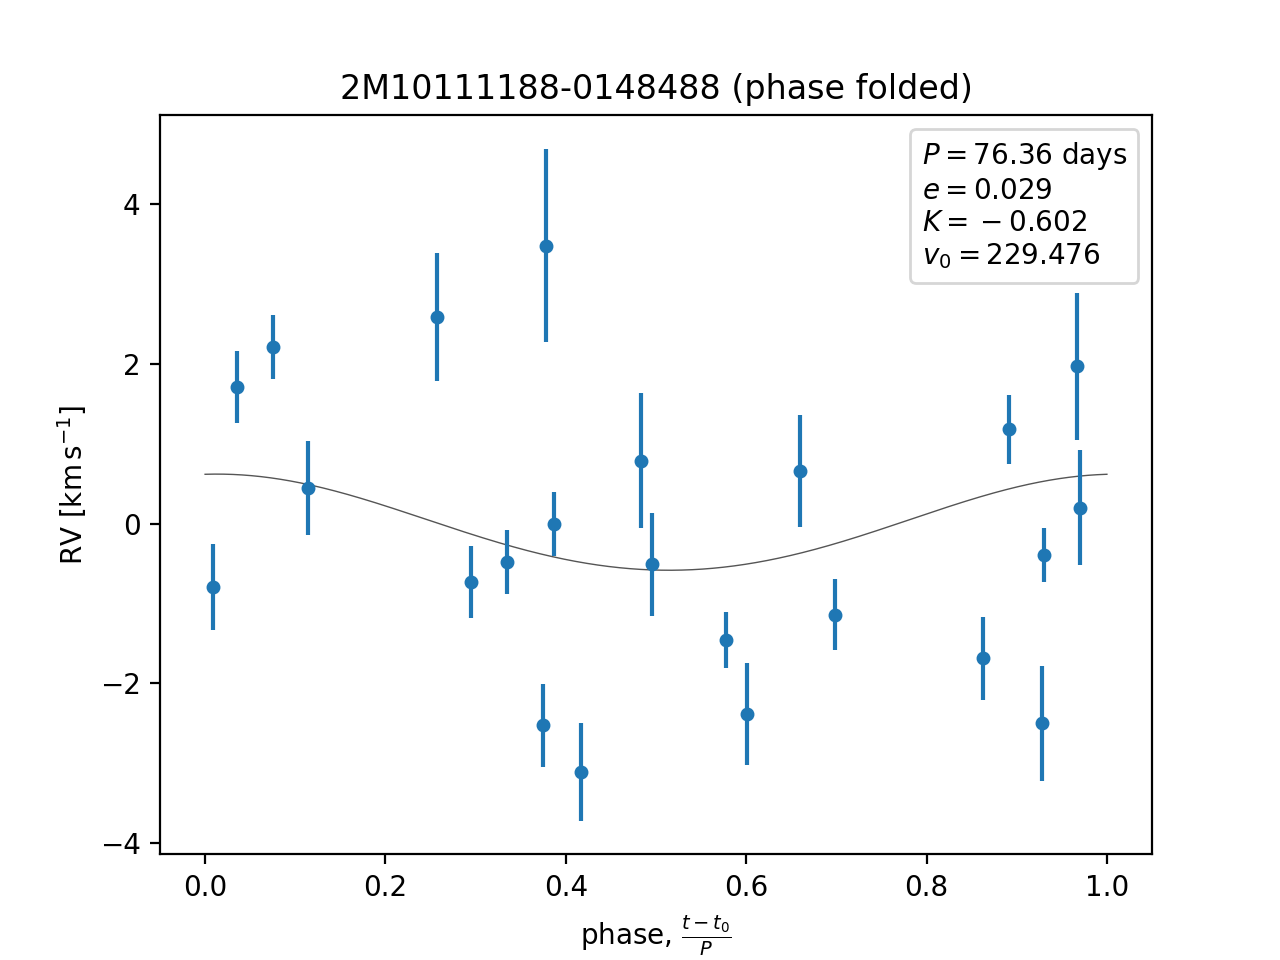 2M10111188-0148488 (phase folded)
P = 76.36 days
e = 0.029
K = −0.602
v₀ = 229.476
4
2
0
−2
−4
RV [km s⁻¹]
0.0 0.2 0.4 0.6 0.8 1.0
phase, (t − t₀)/P